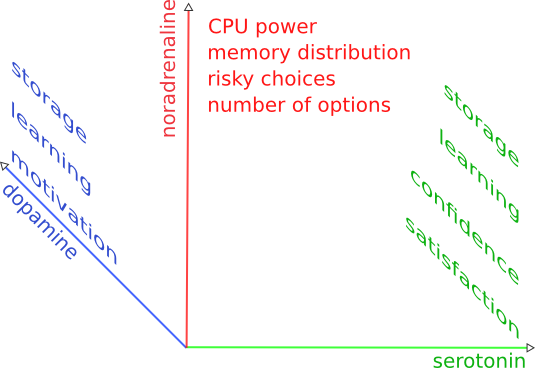 noradrenaline
CPU power
memory distribution
risky choices
number of options
storage
learning
motivation
dopamine
storage
learning
confidence
satisfaction
serotonin